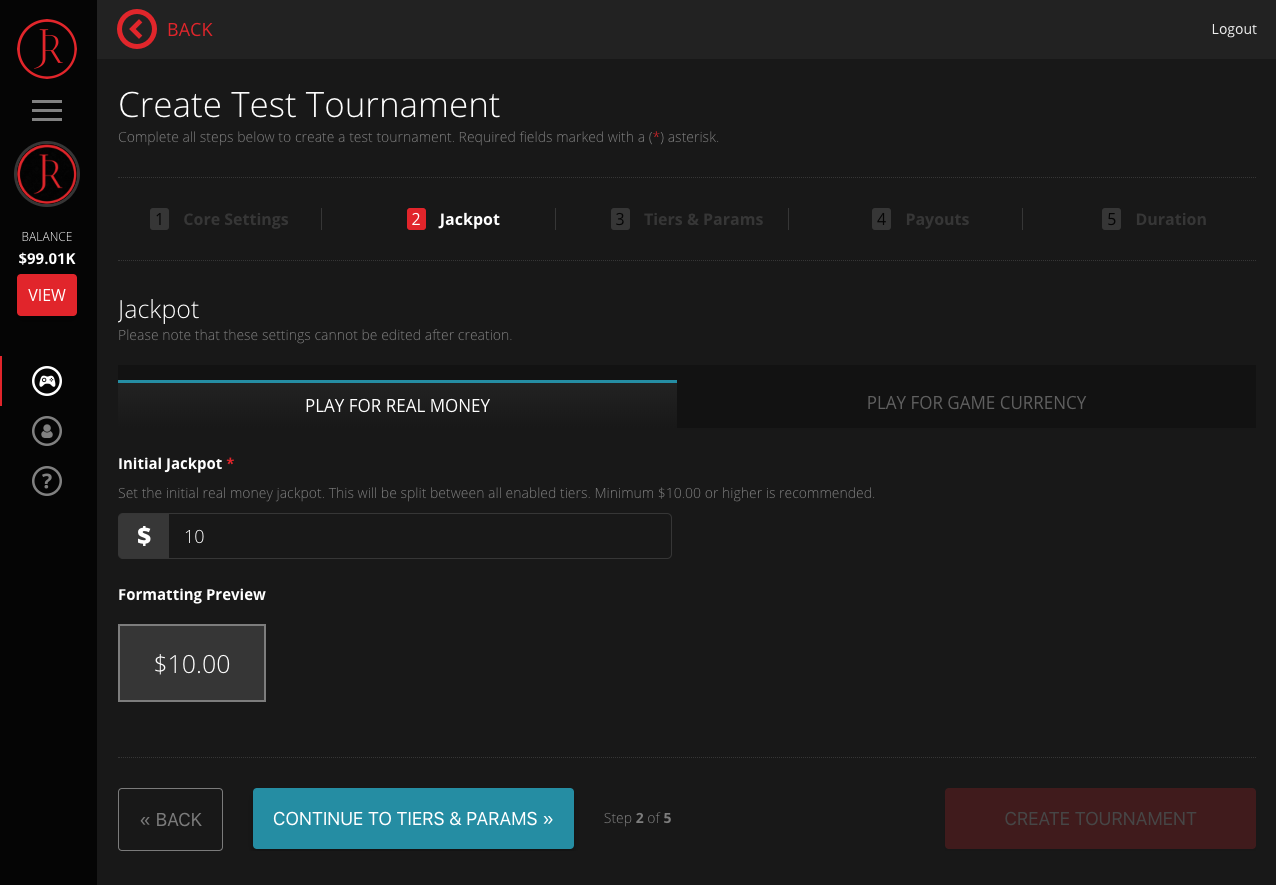 JR
BACK
Logout
JR
BALANCE
$99.01K
VIEW
?
Create Test Tournament
Complete all steps below to create a test tournament. Required fields marked with a (*) asterisk.
1 Core Settings
2 Jackpot
3 Tiers & Params
4 Payouts
5 Duration
Jackpot
Please note that these settings cannot be edited after creation.
PLAY FOR REAL MONEY
PLAY FOR GAME CURRENCY
Initial Jackpot *
Set the initial real money jackpot. This will be split between all enabled tiers. Minimum $10.00 or higher is recommended.
$ 10
Formatting Preview
$10.00
« BACK
CONTINUE TO TIERS & PARAMS »
Step 2 of 5
CREATE TOURNAMENT